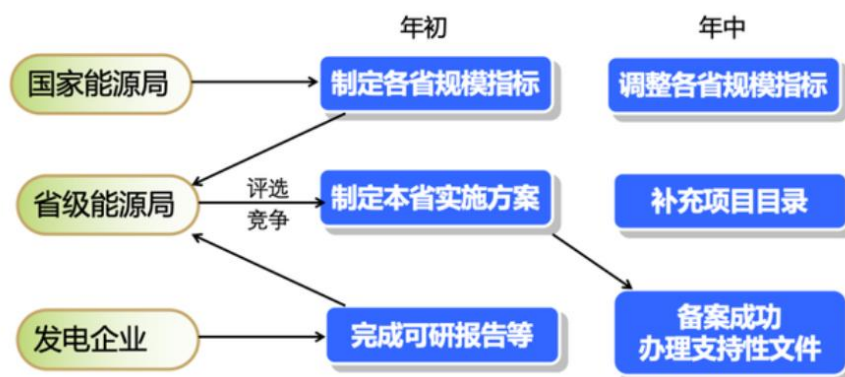 年初
年中
国家能源局
制定各省规模指标
调整各省规模指标
省级能源局
评选
竞争
制定本省实施方案
补充项目目录
发电企业
完成可研报告等
备案成功
办理支持性文件